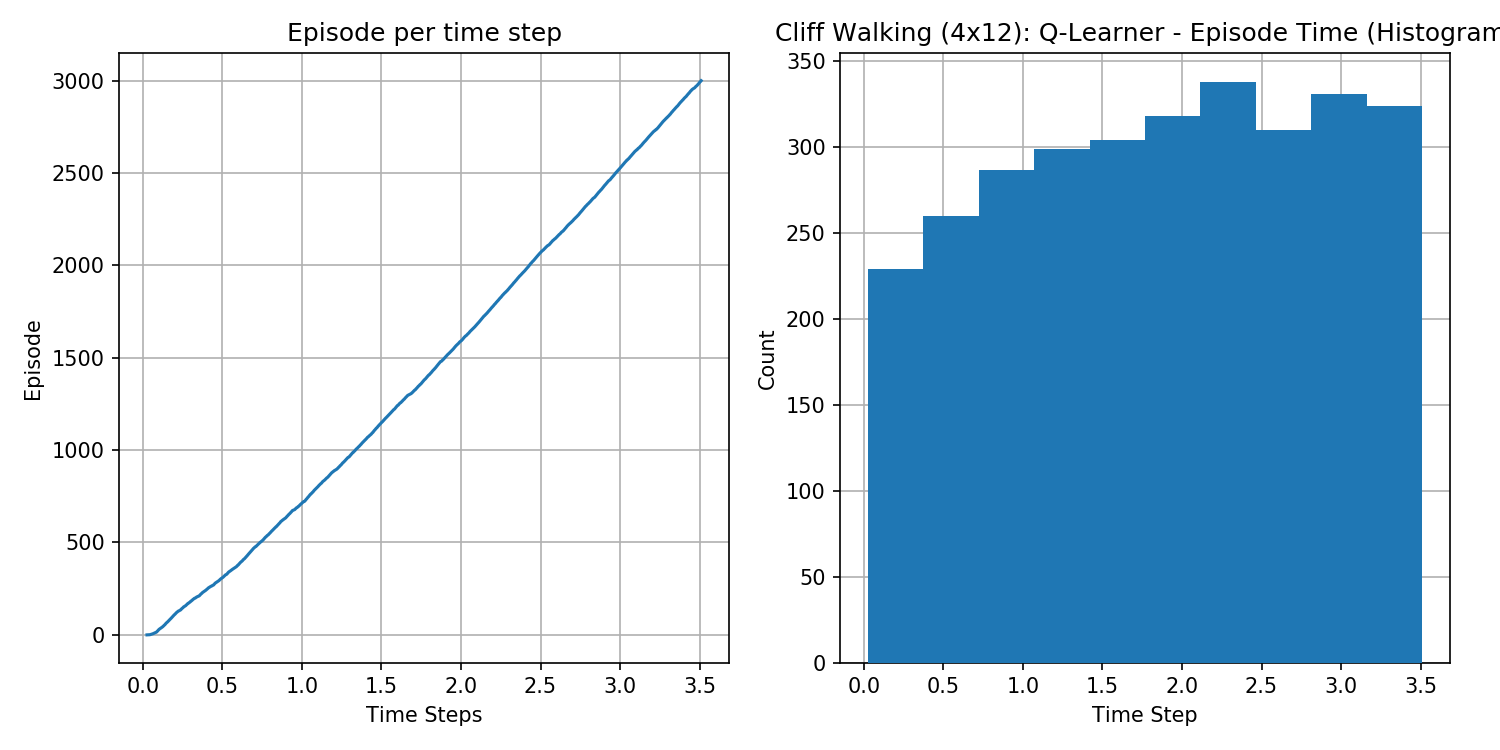 Episode per time step
3000
2500
2000
1500
1000
500
0
Episode
0.0 0.5 1.0 1.5 2.0 2.5 3.0 3.5
Time Steps
Cliff Walking (4x12): Q-Learner - Episode Time (Histogram
350
300
250
200
150
100
50
0
Count
0.0 0.5 1.0 1.5 2.0 2.5 3.0 3.5
Time Step